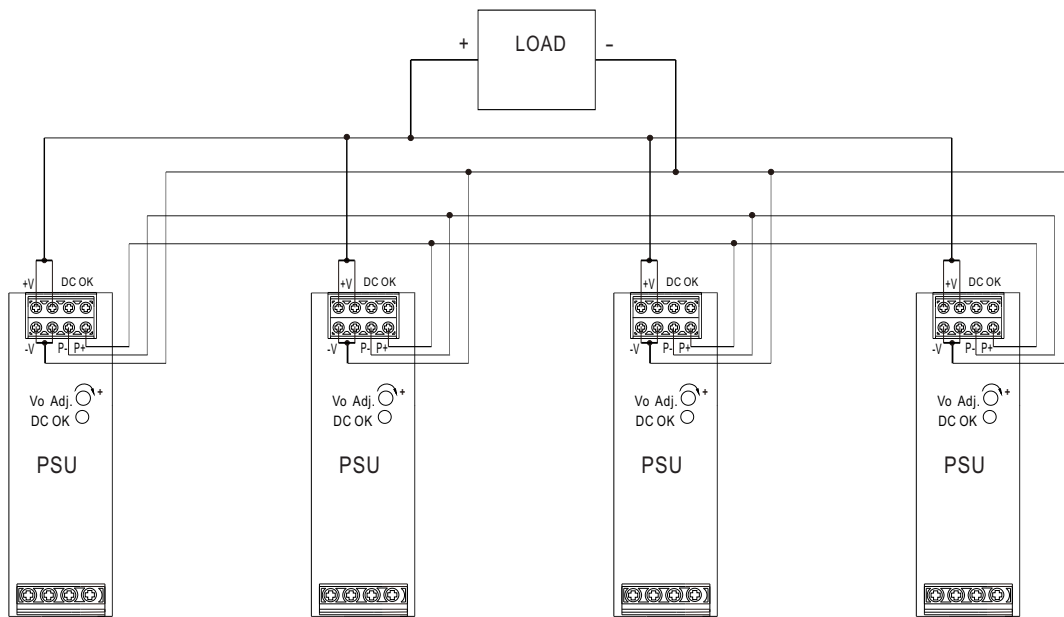 + LOAD -
+V DC OK
-V P- P+
Vo Adj. +
DC OK
PSU
+V DC OK
-V P- P+
Vo Adj. +
DC OK
PSU
+V DC OK
-V P- P+
Vo Adj. +
DC OK
PSU
+V DC OK
-V P- P+
Vo Adj. +
DC OK
PSU